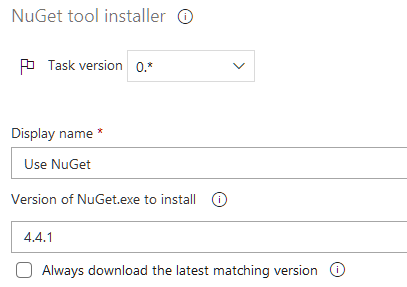 NuGet tool installer
Task version 0.*
Display name *
Use NuGet
Version of NuGet.exe to install
4.4.1
Always download the latest matching version